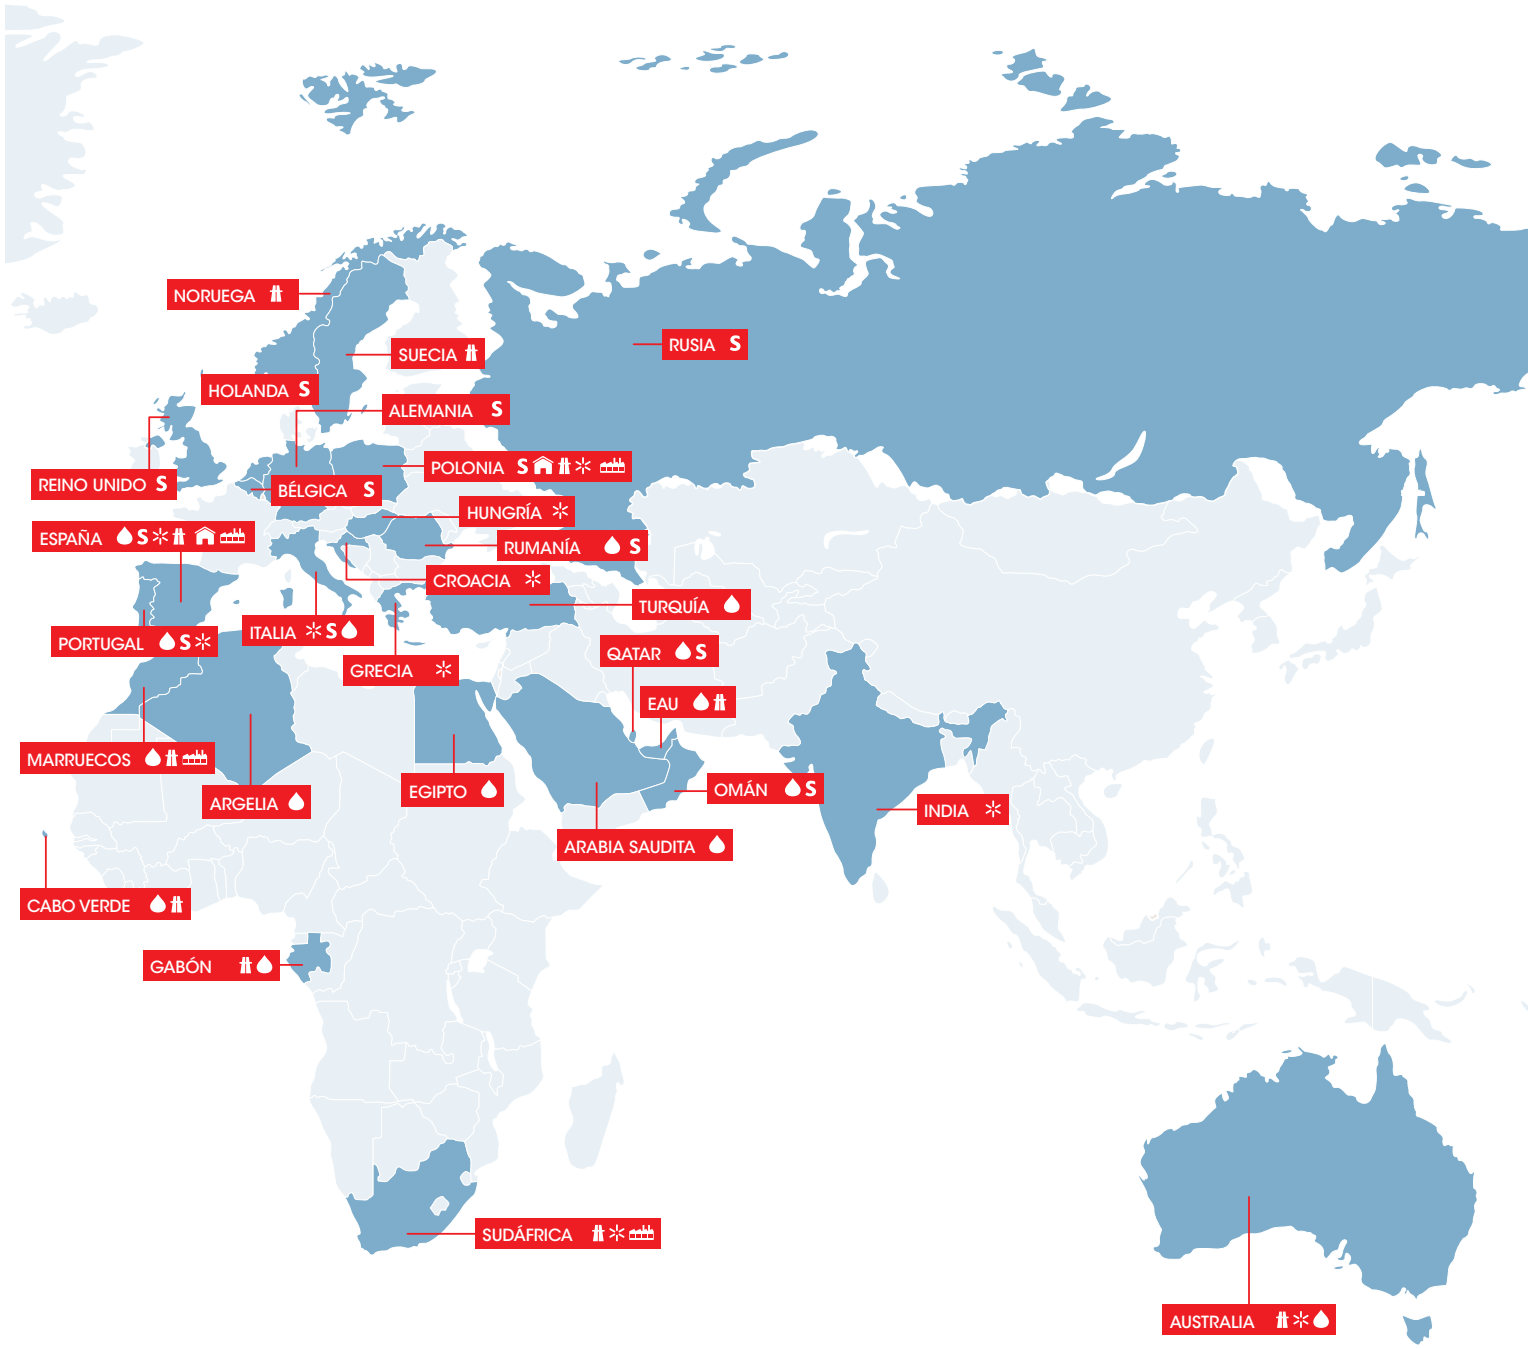 NORUEGA
SUECIA
RUSIA S
HOLANDA S
ALEMANIA S
POLONIA S
REINO UNIDO S
BÉLGICA S
HUNGRÍA
ESPAÑA S
RUMANÍA S
CROACIA
TURQUÍA
ITALIA S
PORTUGAL S
QATAR S
GRECIA
EAU
MARRUECOS
EGIPTO
OMÁN S
ARGELIA
INDIA
ARABIA SAUDITA
CABO VERDE
GABÓN
SUDÁFRICA
AUSTRALIA